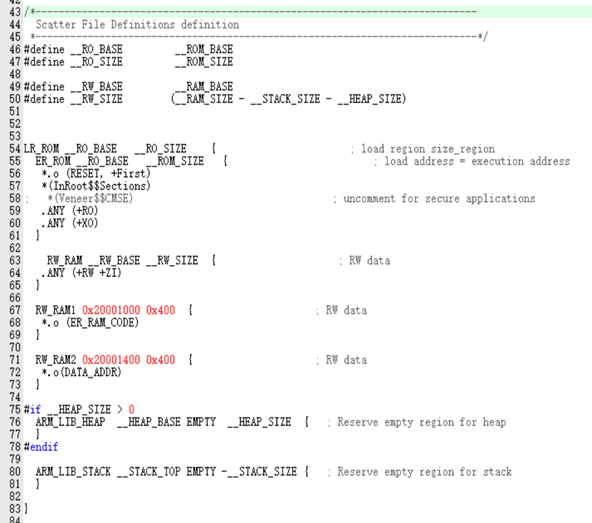 42
43 /*---------------------------------------------------------------------------
44   Scatter File Definitions definition
45  *---------------------------------------------------------------------------*/
46 #define __RO_BASE          __ROM_BASE
47 #define __RO_SIZE          __ROM_SIZE
48
49 #define __RW_BASE          __RAM_BASE
50 #define __RW_SIZE         (__RAM_SIZE - __STACK_SIZE - __HEAP_SIZE)
51
52
53
54 LR_ROM __RO_BASE __RO_SIZE  {                       ; load region size_region
55   ER_ROM __RO_BASE __ROM_SIZE  {                         ; load address = execution address
56    *.o (RESET, +First)
57    *(InRoot$$Sections)
58 ;   *(Veneer$$CMSE)                                 ; uncomment for secure applications
59    .ANY (+RO)
60    .ANY (+XO)
61   }
62
63     RW_RAM __RW_BASE __RW_SIZE  {                    ; RW data
64    .ANY (+RW +ZI)
65   }
66
67   RW_RAM1 0x20001000 0x400  {                    ; RW data
68    *.o (ER_RAM_CODE)
69   }
70
71   RW_RAM2 0x20001400 0x400  {                    ; RW data
72    *.o(DATA_ADDR)
73   }
74
75 #if __HEAP_SIZE > 0
76   ARM_LIB_HEAP  __HEAP_BASE EMPTY  __HEAP_SIZE  {   ; Reserve empty region for heap
77   }
78 #endif
79
80   ARM_LIB_STACK __STACK_TOP EMPTY -__STACK_SIZE {   ; Reserve empty region for stack
81   }
82
83 }
84